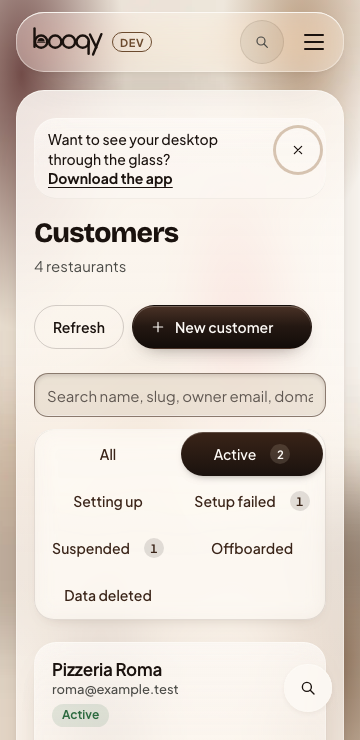 booqy DEV
Want to see your desktop
through the glass?
Download the app
Customers
4 restaurants
Refresh
New customer
Search name, slug, owner email, doma
All
Active 2
Setting up
Setup failed 1
Suspended 1
Offboarded
Data deleted
Pizzeria Roma
roma@example.test
Active